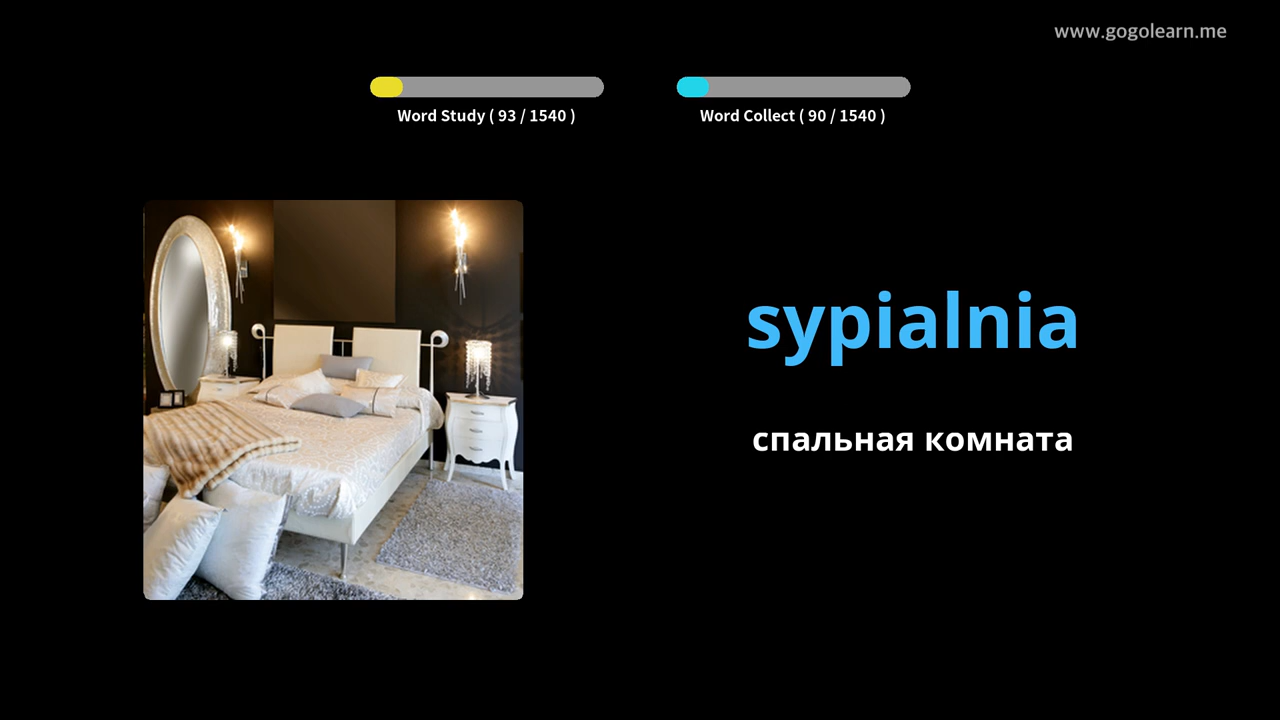 www.gogolearn.me
Word Study ( 93 / 1540 )
Word Collect ( 90 / 1540 )
sypialnia
спальная комната